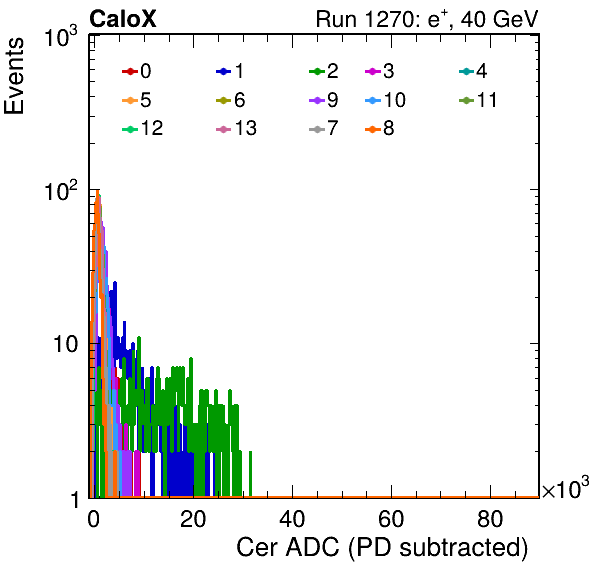 CaloX Run 1270: e⁺, 40 GeV
Events
10³
0 1 2 3 4
5 6 9 10 11
12 13 7 8
10²
10
1
0 20 40 60 80 ×10³
Cer ADC (PD subtracted)